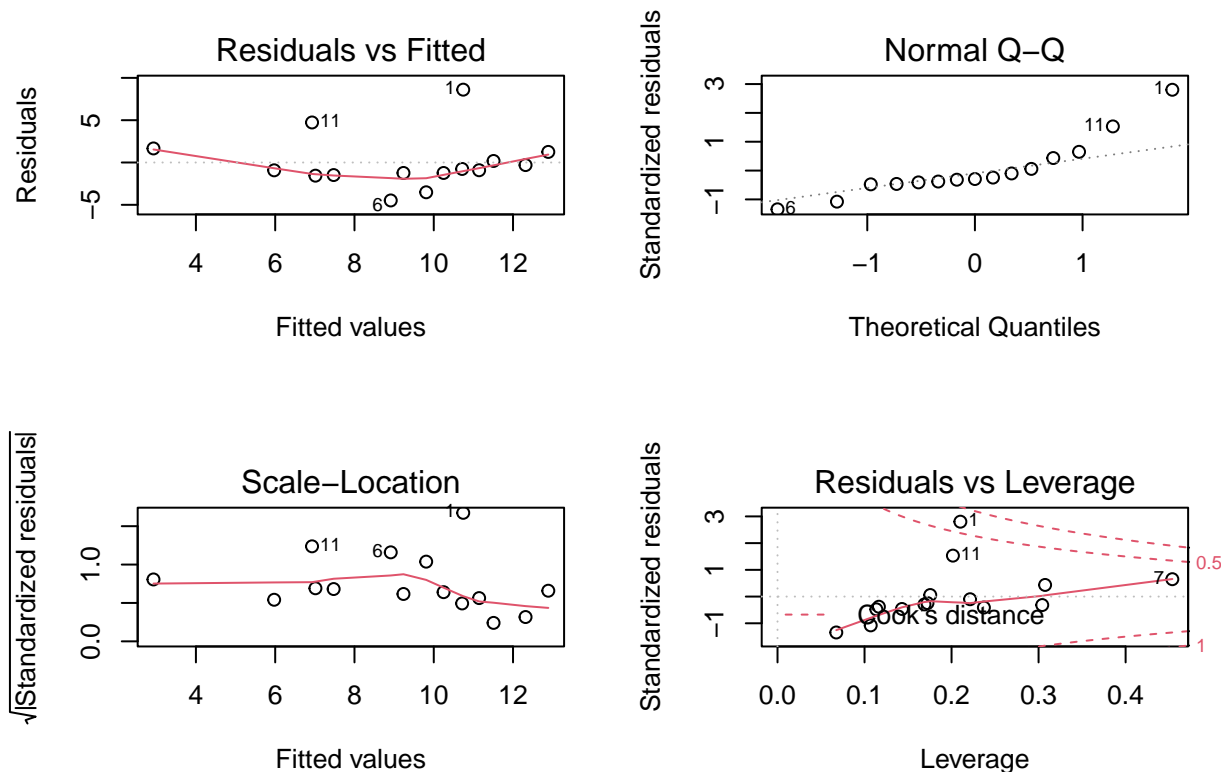 Residuals vs Fitted
Residuals
5
−5
1
11
6
4 6 8 10 12
Fitted values
Normal Q−Q
Standardized residuals
3
1
−1
1
11
6
−1 0 1
Theoretical Quantiles
Scale−Location
√|Standardized residuals|
1.0
0.0
1
11
6
4 6 8 10 12
Fitted values
Residuals vs Leverage
Standardized residuals
3
1
−1
1
11
7
0.5
1
Cook's distance
0.0 0.1 0.2 0.3 0.4
Leverage